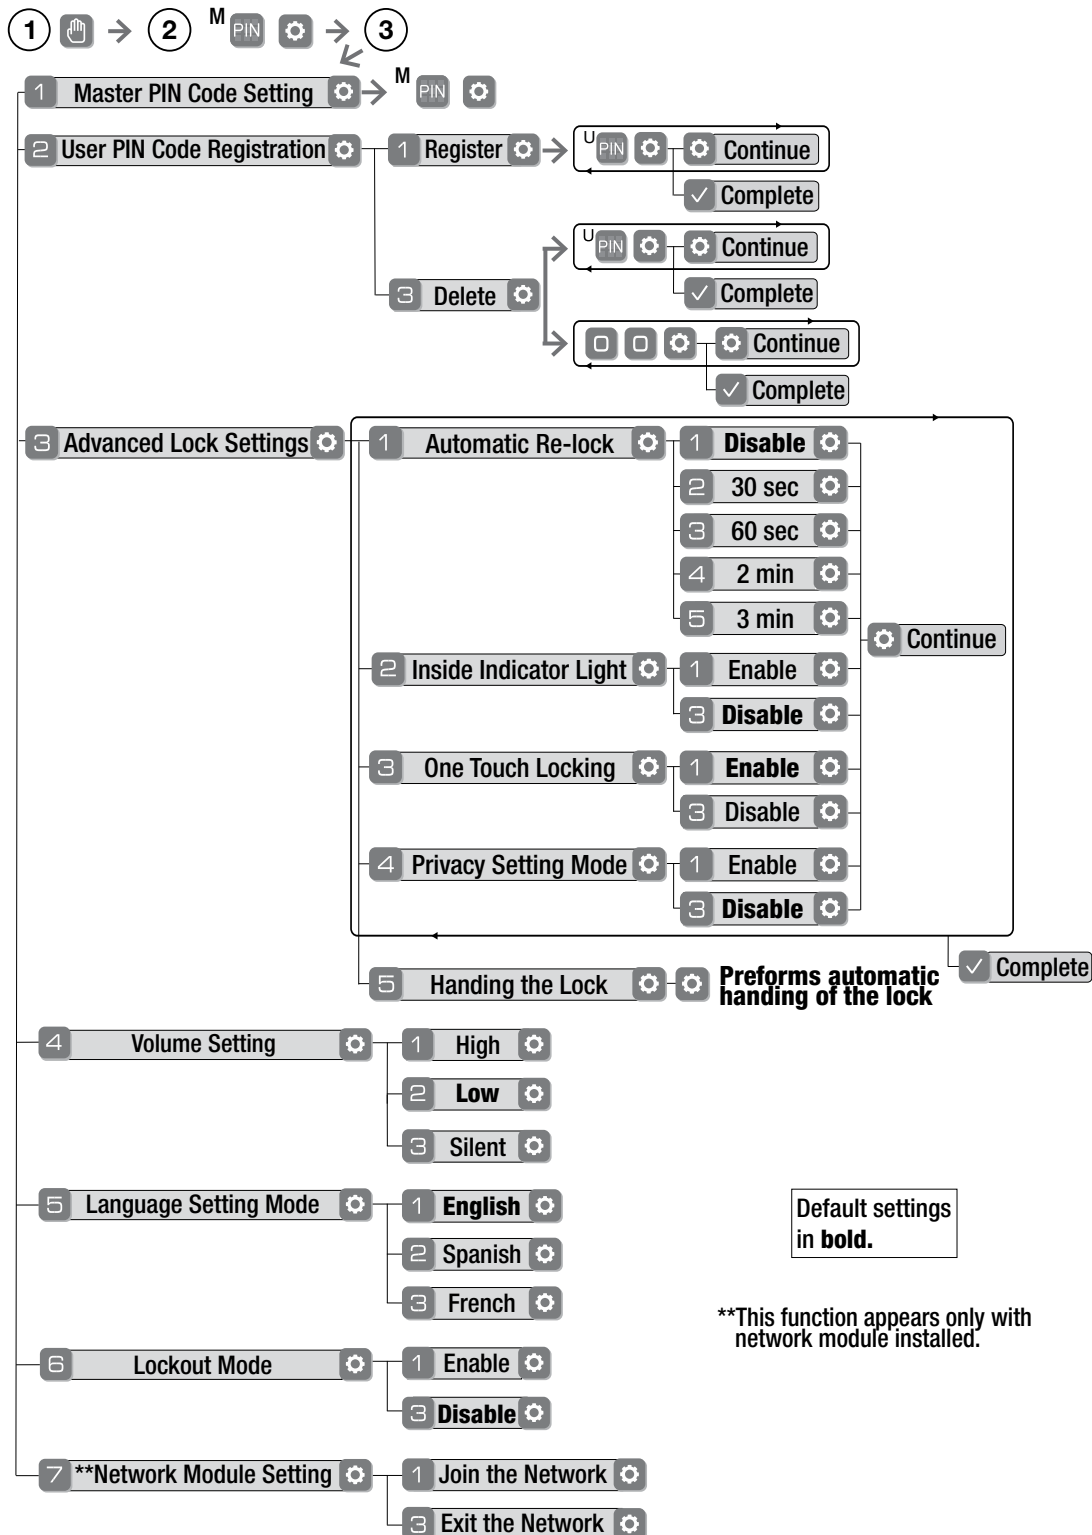 1 2 M PIN 3
1 Master PIN Code Setting M PIN
2 User PIN Code Registration 1 Register U PIN Continue
Complete
U PIN Continue
3 Delete Complete
0 0 Continue
Complete
3 Advanced Lock Settings 1 Automatic Re-lock 1 Disable
2 30 sec
3 60 sec
4 2 min
5 3 min
Continue
2 Inside Indicator Light 1 Enable
3 Disable
3 One Touch Locking 1 Enable
3 Disable
4 Privacy Setting Mode 1 Enable
3 Disable
Complete
5 Handing the Lock Preforms automatic
handing of the lock
4 Volume Setting 1 High
2 Low
3 Silent
5 Language Setting Mode 1 English
2 Spanish
3 French
Default settings
in bold.
**This function appears only with
network module installed.
6 Lockout Mode 1 Enable
3 Disable
7 **Network Module Setting 1 Join the Network
3 Exit the Network